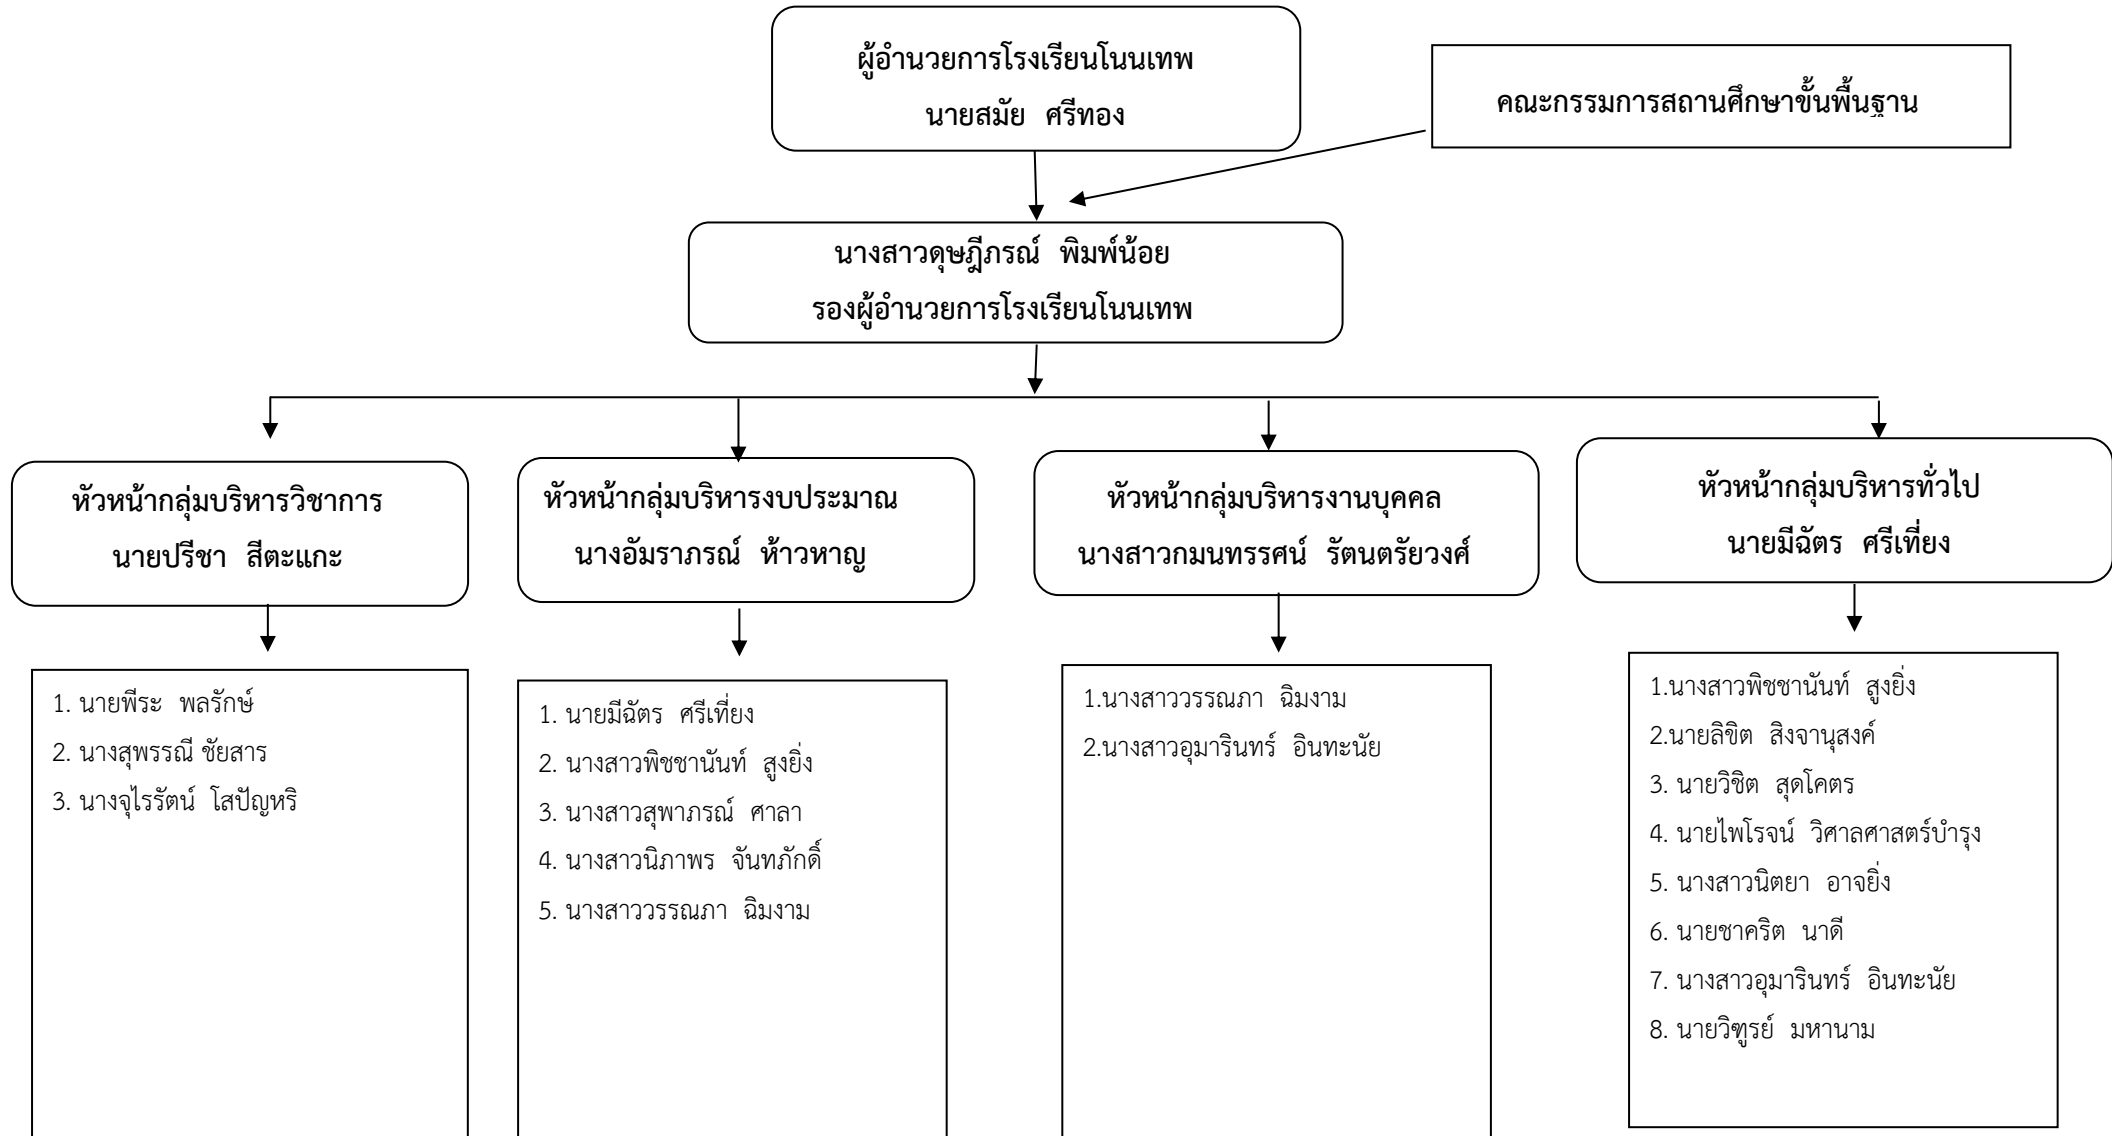 ผู้อำนวยการโรงเรียนโนนเทพ
นายสมัย ศรีทอง
คณะกรรมการสถานศึกษาขั้นพื้นฐาน
นางสาวดุษฎีภรณ์ พิมพ์น้อย
รองผู้อำนวยการโรงเรียนโนนเทพ
หัวหน้ากลุ่มบริหารวิชาการ
นายปรีชา สีตะแกะ
หัวหน้ากลุ่มบริหารงบประมาณ
นางอัมราภรณ์ ห้าวหาญ
หัวหน้ากลุ่มบริหารงานบุคคล
นางสาวกมนทรรศน์ รัตนตรัยวงศ์
หัวหน้ากลุ่มบริหารทั่วไป
นายมีฉัตร ศรีเที่ยง
1. นายพีระ พลรักษ์
2. นางสุพรรณี ชัยสาร
3. นางจุไรรัตน์ โสปัญหริ
1. นายมีฉัตร ศรีเที่ยง
2. นางสาวพิชชานันท์ สูงยิ่ง
3. นางสาวสุพาภรณ์ ศาลา
4. นางสาวนิภาพร จันทภักดิ์
5. นางสาววรรณภา ฉิมงาม
1.นางสาววรรณภา ฉิมงาม
2.นางสาวอุมารินทร์ อินทะนัย
1.นางสาวพิชชานันท์ สูงยิ่ง
2.นายลิขิต สิงจานุสงค์
3. นายวิชิต สุดโคตร
4. นายไพโรจน์ วิศาลศาสตร์บำรุง
5. นางสาวนิตยา อาจยิ่ง
6. นายชาคริต นาดี
7. นางสาวอุมารินทร์ อินทะนัย
8. นายวิฑูรย์ มหานาม